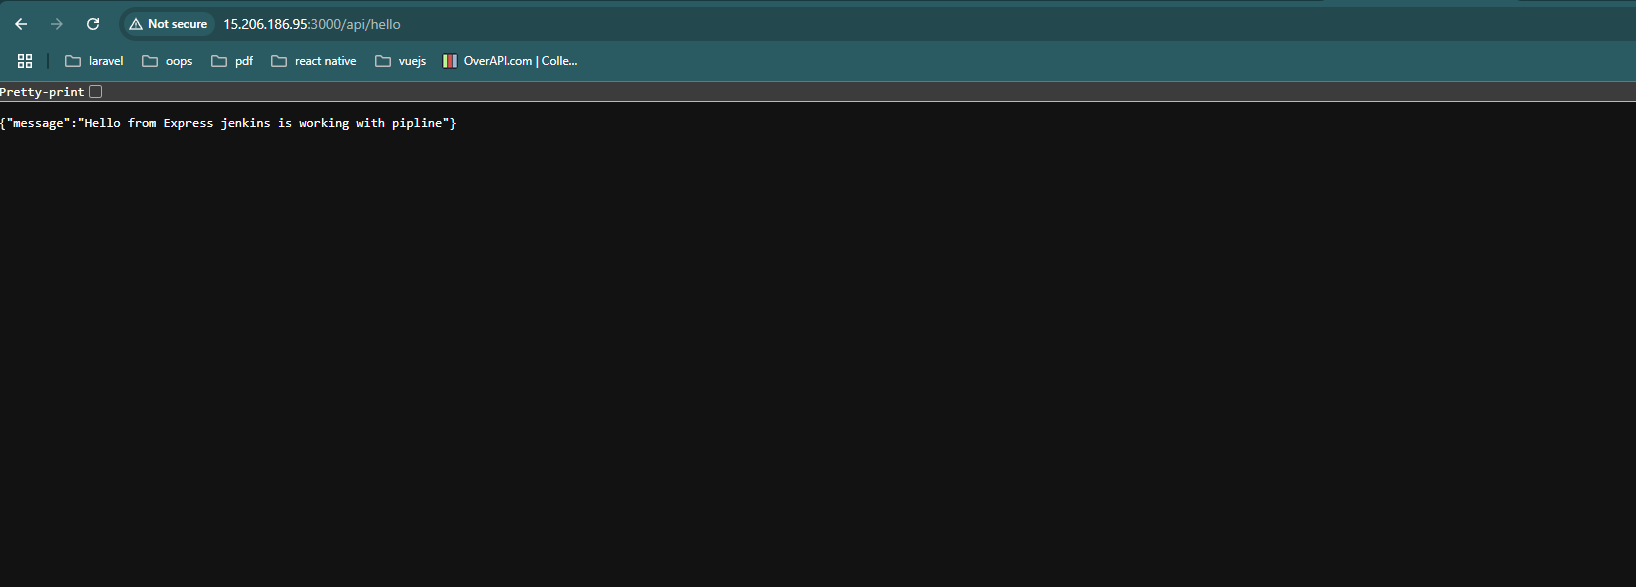 Not secure 15.206.186.95:3000/api/hello
laravel oops pdf react native vuejs OverAPI.com | Colle...
Pretty-print
{"message":"Hello from Express jenkins is working with pipline"}